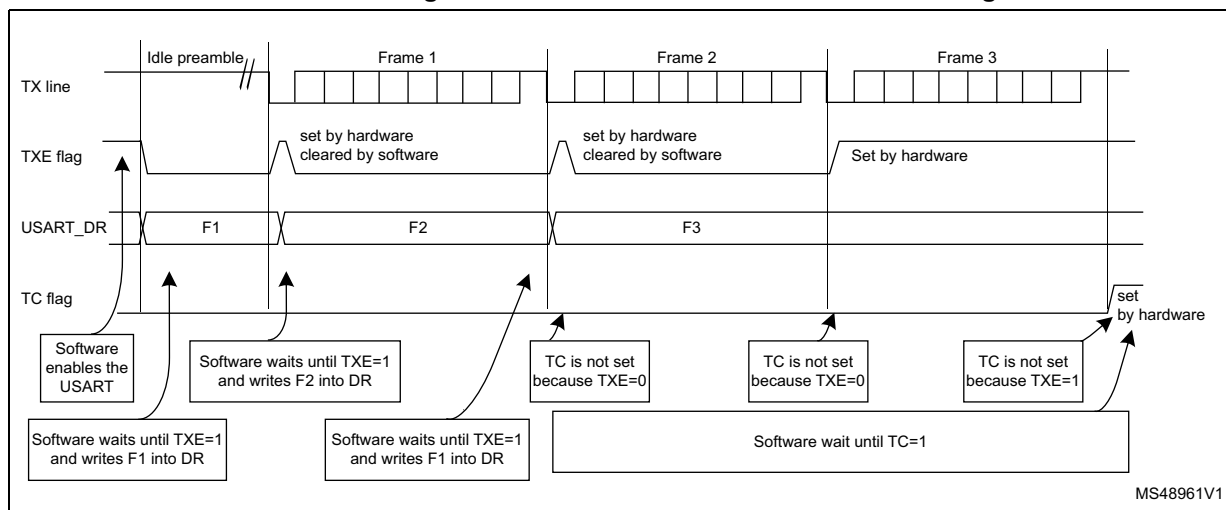 Idle preamble
Frame 1
Frame 2
Frame 3
TX line
TXE flag
set by hardware
cleared by software
set by hardware
cleared by software
Set by hardware
USART_DR
F1
F2
F3
TC flag
set
by hardware
Software
enables the
USART
Software waits until TXE=1
and writes F2 into DR
TC is not set
because TXE=0
TC is not set
because TXE=0
TC is not set
because TXE=1
Software waits until TXE=1
and writes F1 into DR
Software waits until TXE=1
and writes F1 into DR
Software wait until TC=1
MS48961V1